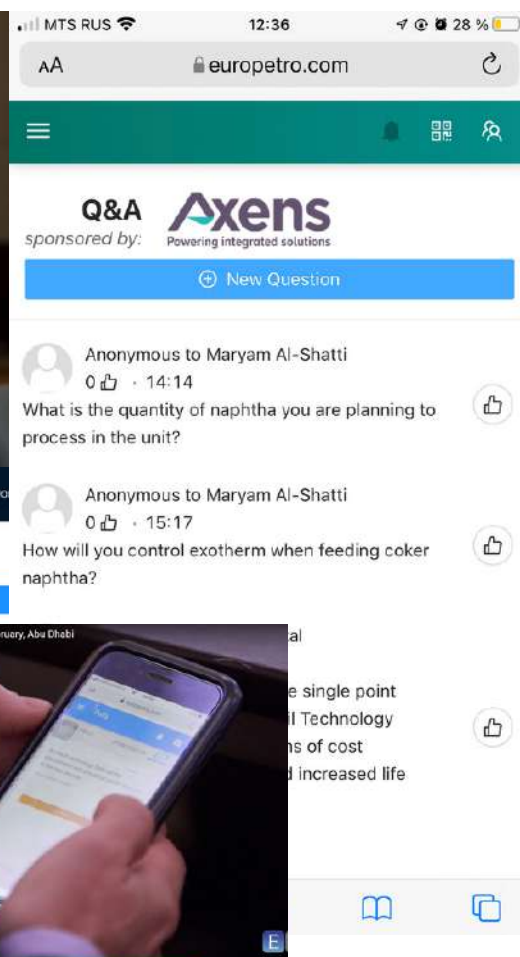 MTS RUS
12:36
28 %
AA
europetro.com
Q&A
sponsored by:
Axens
Powering integrated solutions
New Question
Anonymous to Maryam Al-Shatti
0 · 14:14
What is the quantity of naphtha you are planning to
process in the unit?
Anonymous to Maryam Al-Shatti
0 · 15:17
How will you control exotherm when feeding coker
naphtha?
al
e single point
il Technology
ns of cost
d increased life
ruary, Abu Dhabi
E